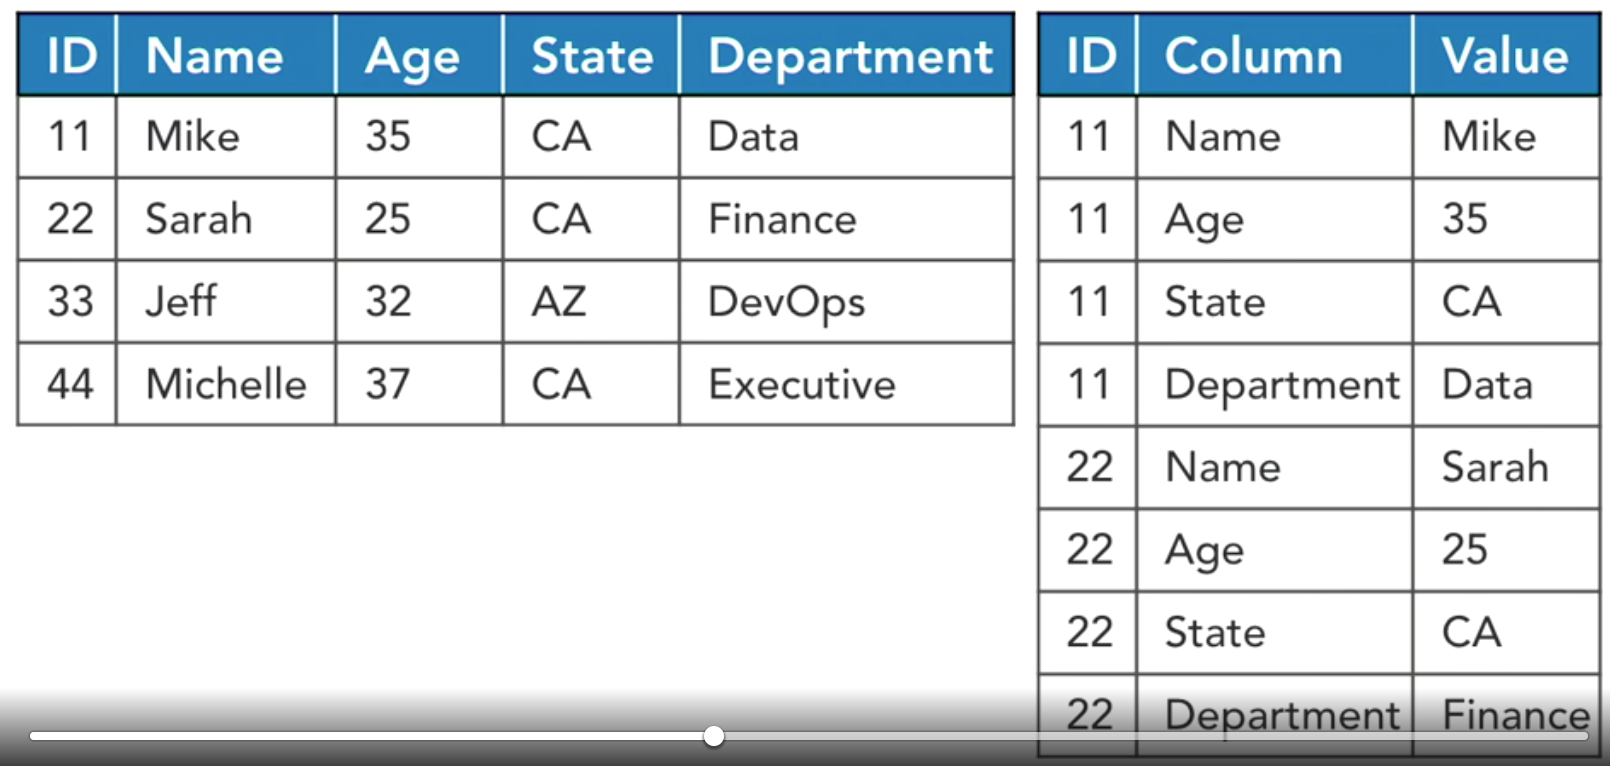 ID Name Age State Department
11 Mike 35 CA Data
22 Sarah 25 CA Finance
33 Jeff 32 AZ DevOps
44 Michelle 37 CA Executive
ID Column Value
11 Name Mike
11 Age 35
11 State CA
11 Department Data
22 Name Sarah
22 Age 25
22 State CA
22 Department Finance